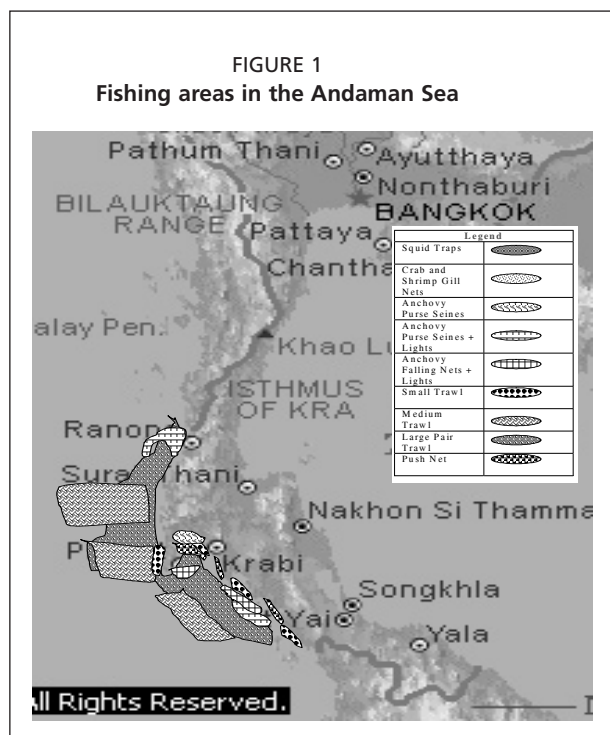 FIGURE 1
Fishing areas in the Andaman Sea
Pathum Thani
Ayutthaya
Nonthaburi
BILAUKTAUNG
RANGE
BANGKOK
Pattaya
Chantha
alay Pen.
Khao Lu
ISTHMUS
OF KRA
Ranon
Sura Thani
Nakhon Si Thamma
P
Krabi
Songkhla
Yai
Yala
All Rights Reserved.
Legend
Squid Traps
Crab and
Shrimp Gill
Nets
Anchovy
Purse Seines
Anchovy
Purse Seines +
Lights
Anchovy
Falling Nets +
Lights
Small Trawl
Medium
Trawl
Large Pair
Trawl
Push Net